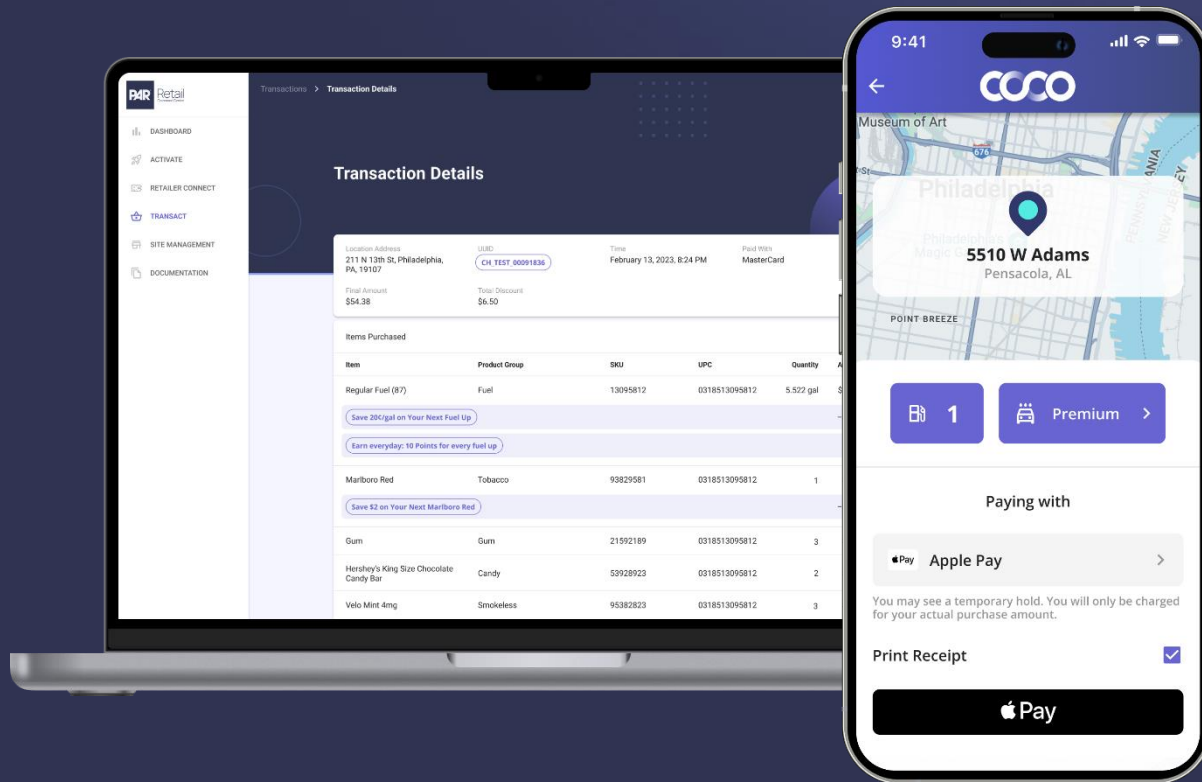 PAR Retail
DASHBOARD
ACTIVATE
RETAILER CONNECT
TRANSACT
SITE MANAGEMENT
DOCUMENTATION
Transactions > Transaction Details
Transaction Details
Location Address UUID Time Paid With
211 N 13th St, Philadelphia, CH_TEST_00091836 February 13, 2023, 8:24 PM MasterCard
PA, 19107
Final Amount Total Discount
$54.38 $6.50
Items Purchased
Item Product Group SKU UPC Quantity
Regular Fuel (87) Fuel 13095812 0318513095812 5.522 gal $
Save 20¢/gal on Your Next Fuel Up
Earn everyday: 10 Points for every fuel up
Marlboro Red Tobacco 93829581 0318513095812 1
Save $2 on Your Next Marlboro Red
Gum Gum 21592189 0318513095812 3
Hershey's King Size Chocolate Candy 53928923 0318513095812 2
Candy Bar
Velo Mint 4mg Smokeless 95382823 0318513095812 3
9:41
COCO
Museum of Art
676
Philadelphia
PENNSYLVANIA
NEW JERSEY
5510 W Adams
Pensacola, AL
POINT BREEZE
1 Premium >
Paying with
Pay Apple Pay >
You may see a temporary hold. You will only be charged
for your actual purchase amount.
Print Receipt
Pay